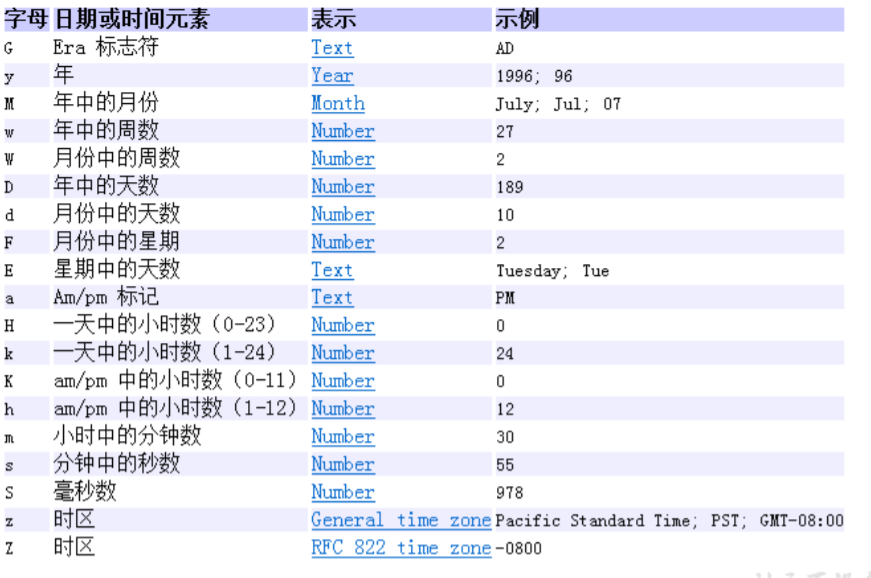 字母 日期或时间元素 表示 示例
G Era 标志符 Text AD
y 年 Year 1996; 96
M 年中的月份 Month July; Jul; 07
w 年中的周数 Number 27
W 月份中的周数 Number 2
D 年中的天数 Number 189
d 月份中的天数 Number 10
F 月份中的星期 Number 2
E 星期中的天数 Text Tuesday; Tue
a Am/pm 标记 Text PM
H 一天中的小时数（0-23） Number 0
k 一天中的小时数（1-24） Number 24
K am/pm 中的小时数（0-11） Number 0
h am/pm 中的小时数（1-12） Number 12
m 小时中的分钟数 Number 30
s 分钟中的秒数 Number 55
S 毫秒数 Number 978
z 时区 General time zone Pacific Standard Time; PST; GMT-08:00
Z 时区 RFC 822 time zone -0800